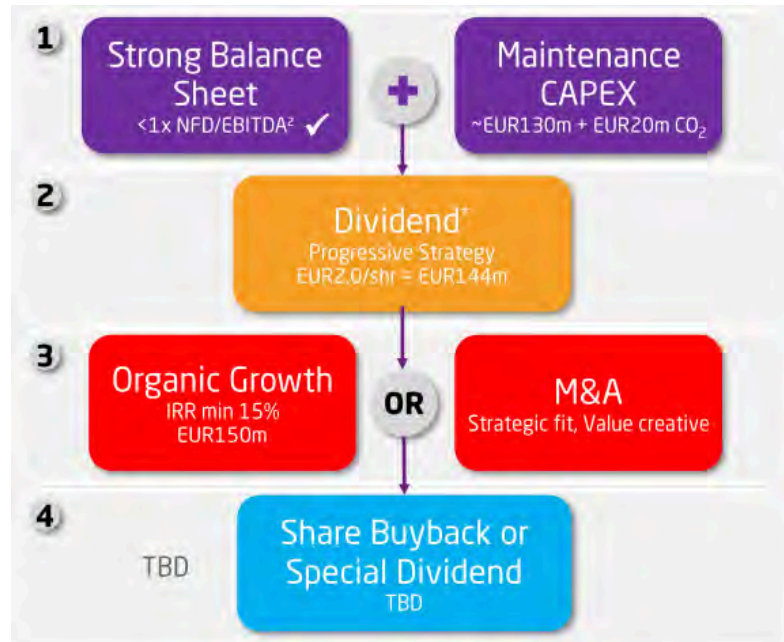 1
Strong Balance
Sheet
<1x NFD/EBITDA² ✓
+
Maintenance
CAPEX
~EUR130m + EUR20m CO₂
2
Dividend⁺
Progressive Strategy
EUR2,0/shr = EUR144m
3
Organic Growth
IRR min 15%
EUR150m
OR
M&A
Strategic fit, Value creative
4
TBD
Share Buyback or
Special Dividend
TBD